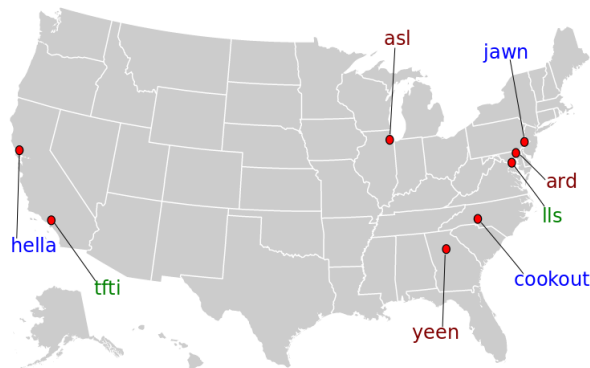 asl
jawn
ard
lls
hella
cookout
tfti
yeen